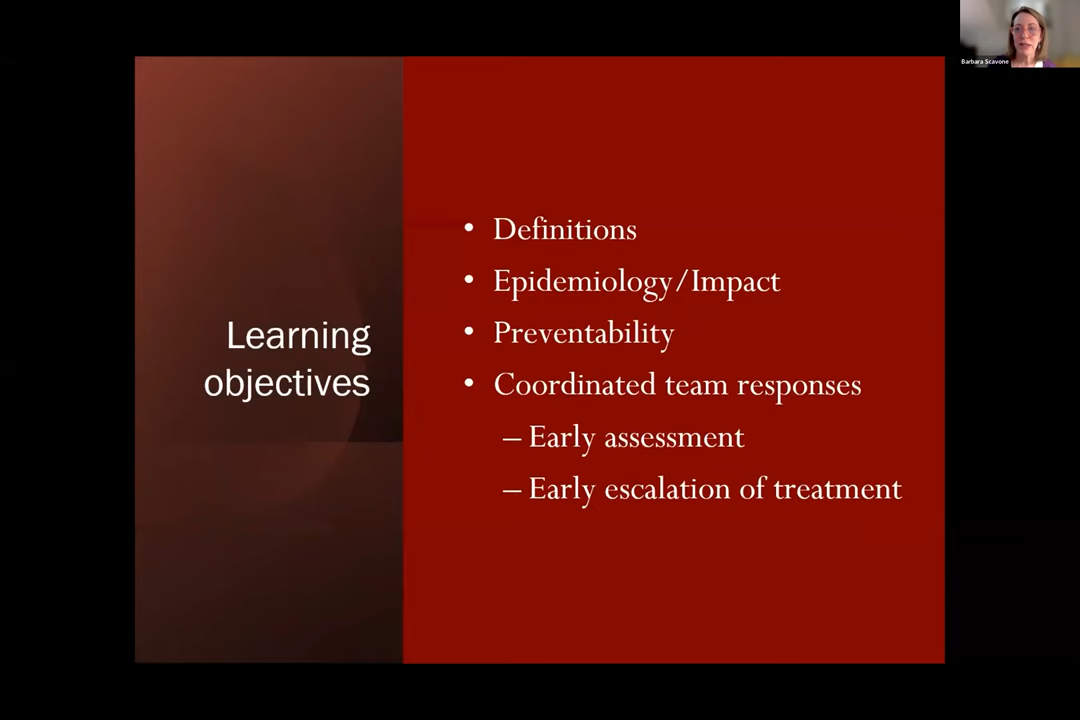 Barbara Scavone
Learning
objectives
• Definitions
• Epidemiology/Impact
• Preventability
• Coordinated team responses
– Early assessment
– Early escalation of treatment